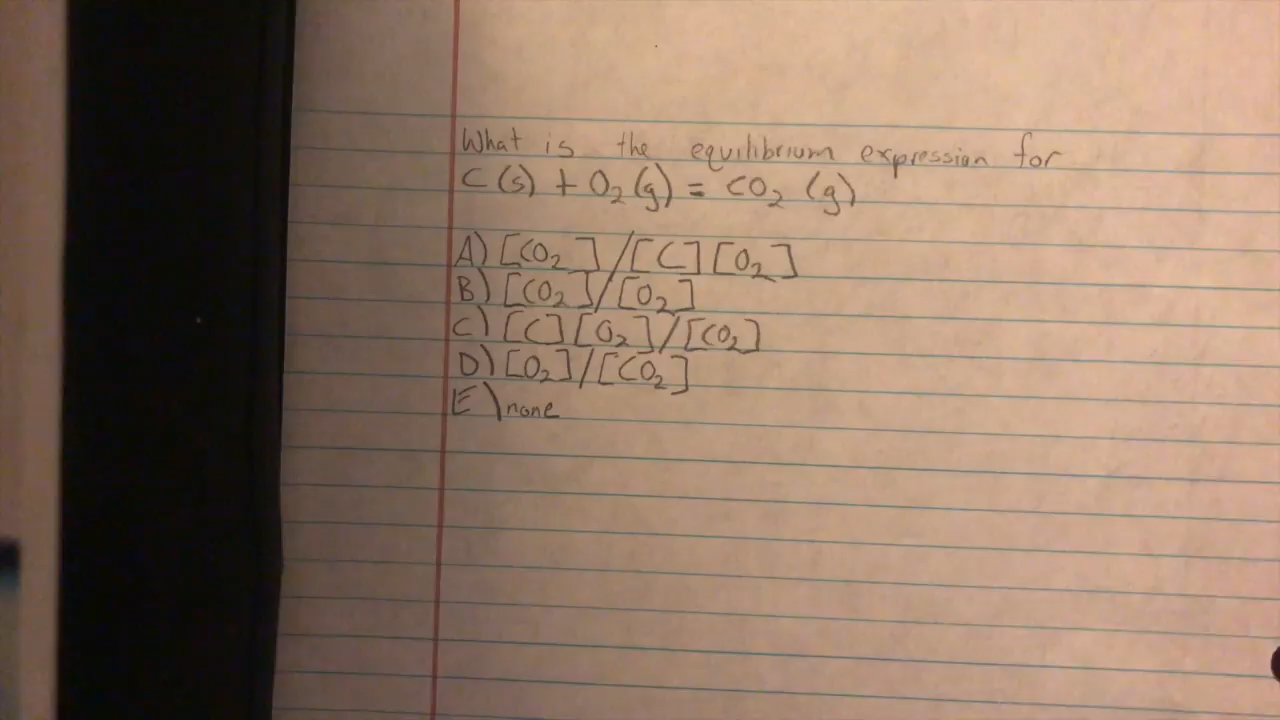 What is the equilibrium expression for
C (s) + O₂ (g) = CO₂ (g)
A) [CO₂] / [C] [O₂]
B) [CO₂] / [O₂]
C) [C] [O₂] / [CO₂]
D) [O₂] / [CO₂]
E) none